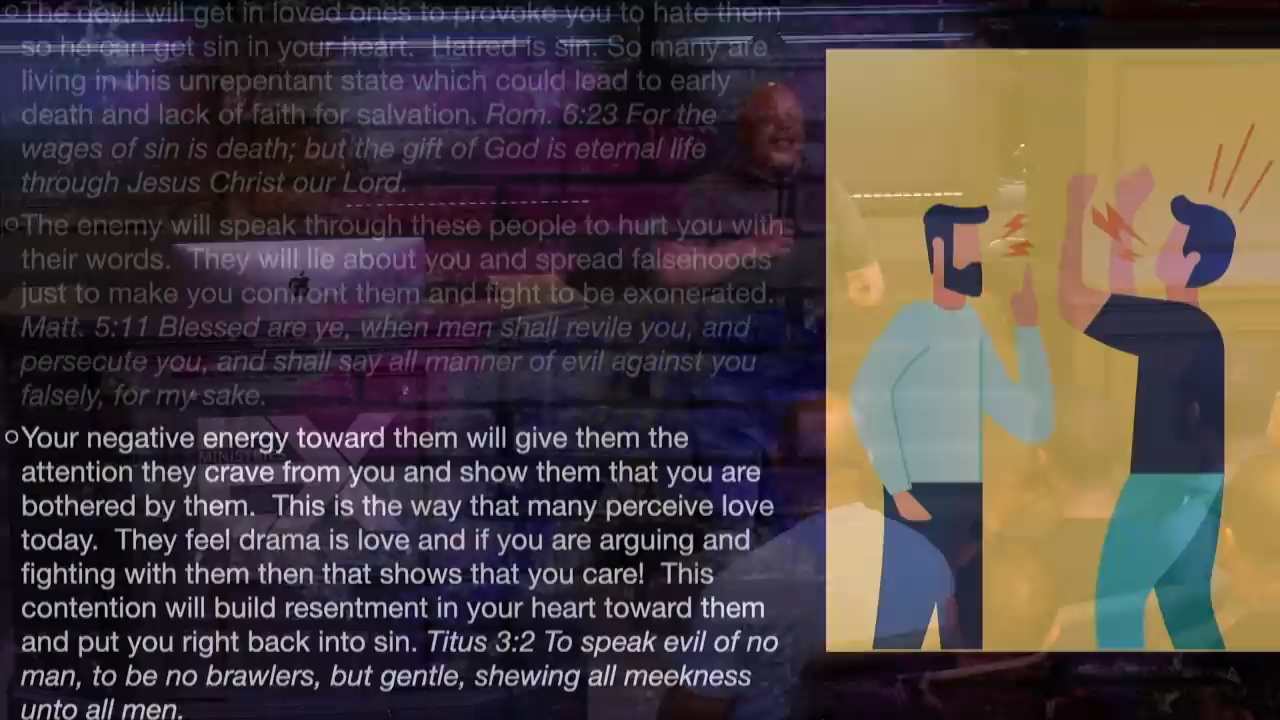 The devil will get in loved ones to provoke you to hate them
so he can get sin in your heart.  Hatred is sin. So many are
living in this unrepentant state which could lead to early
death and lack of faith for salvation. Rom. 6:23 For the
wages of sin is death; but the gift of God is eternal life
through Jesus Christ our Lord.
The enemy will speak through these people to hurt you with
their words.  They will lie about you and spread falsehoods
just to make you confront them and fight to be exonerated.
Matt. 5:11 Blessed are ye, when men shall revile you, and
persecute you, and shall say all manner of evil against you
falsely, for my sake.
Your negative energy toward them will give them the
attention they crave from you and show them that you are
bothered by them.  This is the way that many perceive love
today.  They feel drama is love and if you are arguing and
fighting with them then that shows that you care!  This
contention will build resentment in your heart toward them
and put you right back into sin. Titus 3:2 To speak evil of no
man, to be no brawlers, but gentle, shewing all meekness
unto all men.
MINISTRIES